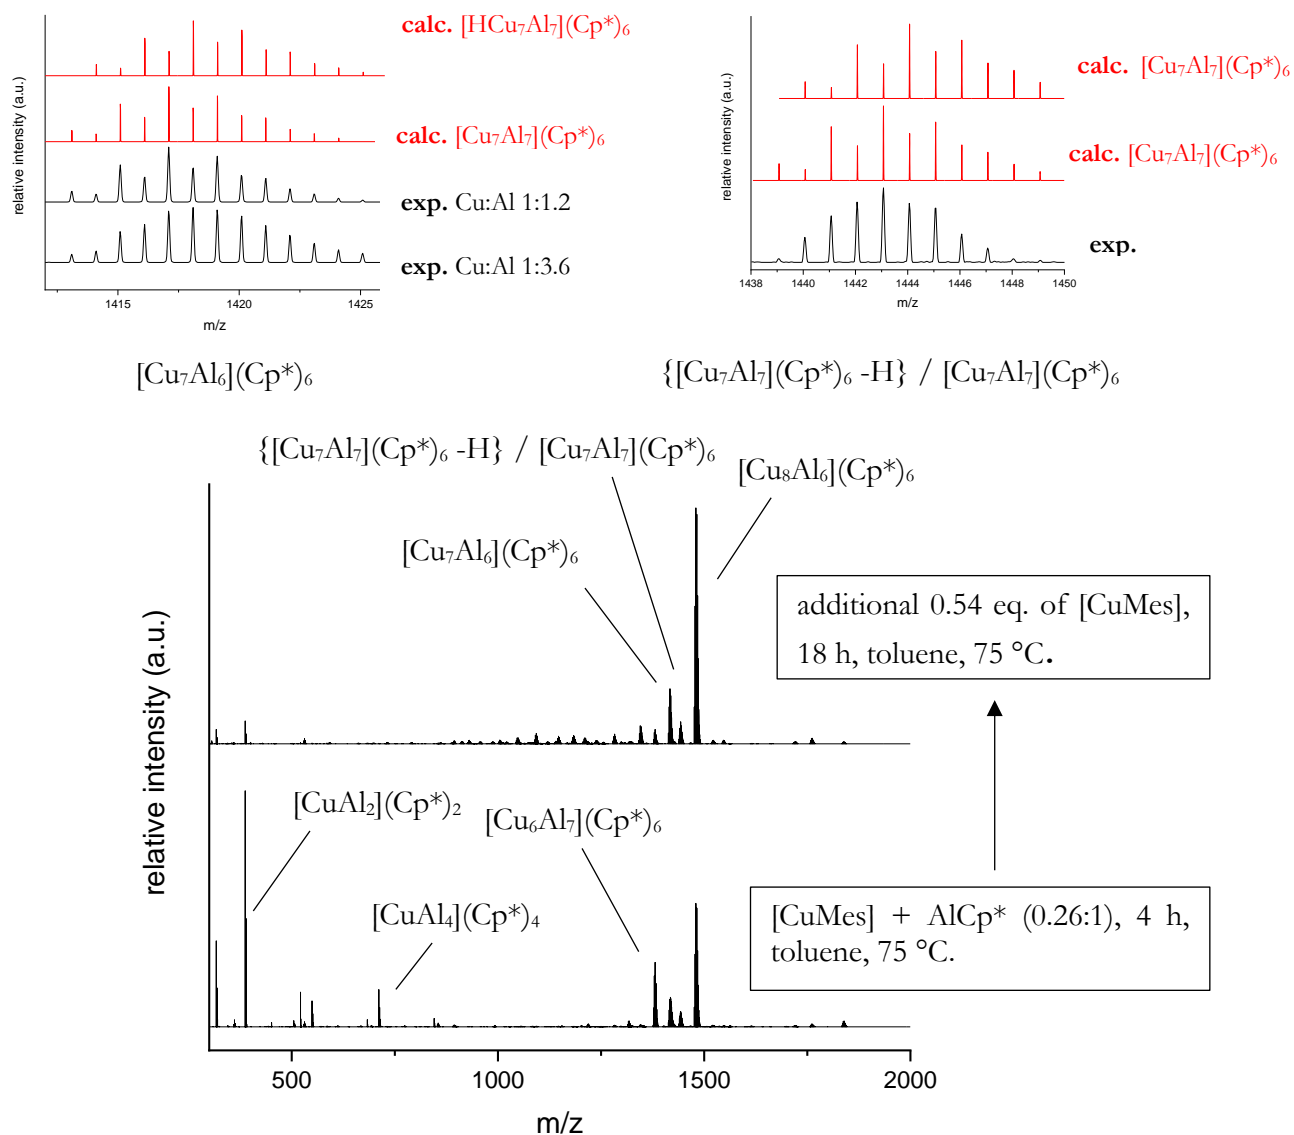 relative intensity (a.u.)
calc. [HCu₇Al₇](Cp*)₆
calc. [Cu₇Al₇](Cp*)₆
exp. Cu:Al 1:1.2
exp. Cu:Al 1:3.6
1415 1420 1425
m/z
[Cu₇Al₆](Cp*)₆
relative intensity (a.u.)
calc. [Cu₇Al₇](Cp*)₆
calc. [Cu₇Al₇](Cp*)₆
exp.
1438 1440 1442 1444 1446 1448 1450
m/z
{[Cu₇Al₇](Cp*)₆ -H} / [Cu₇Al₇](Cp*)₆
{[Cu₇Al₇](Cp*)₆ -H} / [Cu₇Al₇](Cp*)₆
[Cu₈Al₆](Cp*)₆
[Cu₇Al₆](Cp*)₆
additional 0.54 eq. of [CuMes],
18 h, toluene, 75 °C.
relative intensity (a.u.)
[CuAl₂](Cp*)₂
[Cu₆Al₇](Cp*)₆
[CuAl₄](Cp*)₄
[CuMes] + AlCp* (0.26:1), 4 h,
toluene, 75 °C.
500 1000 1500 2000
m/z